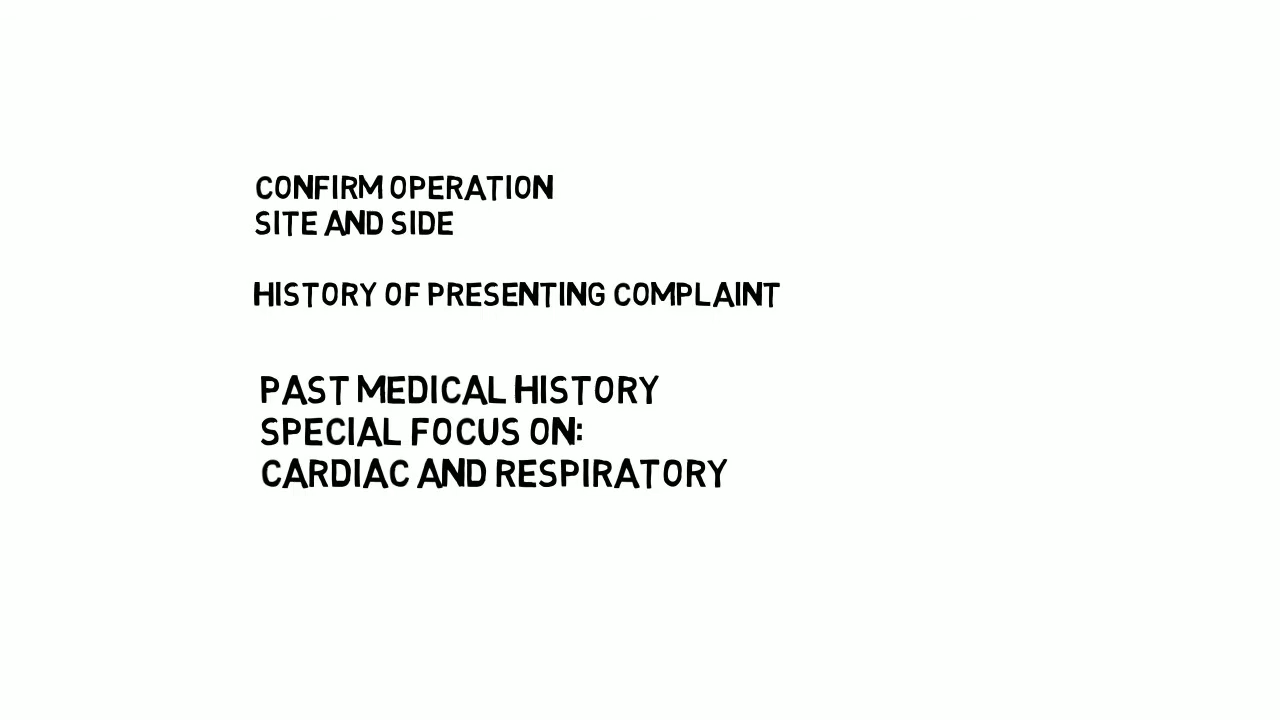 CONFIRM OPERATION
SITE AND SIDE
HISTORY OF PRESENTING COMPLAINT
PAST MEDICAL HISTORY
SPECIAL FOCUS ON:
CARDIAC AND RESPIRATORY